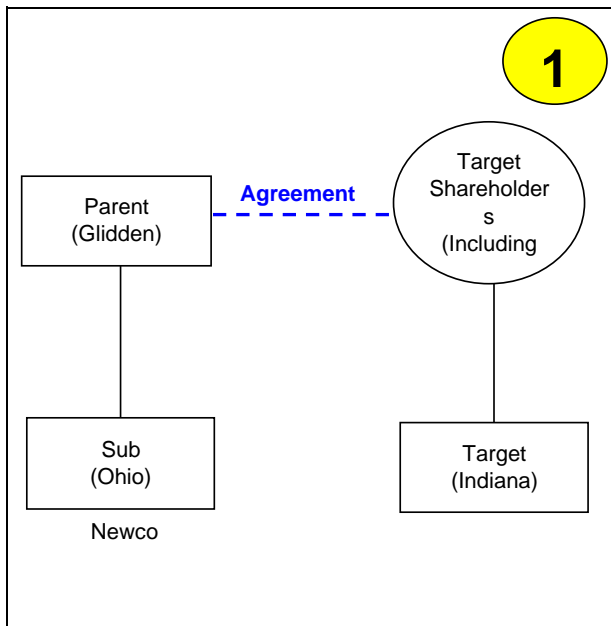 1
Agreement
Parent
(Glidden)
Target
Shareholder
s
(Including
Sub
(Ohio)
Newco
Target
(Indiana)